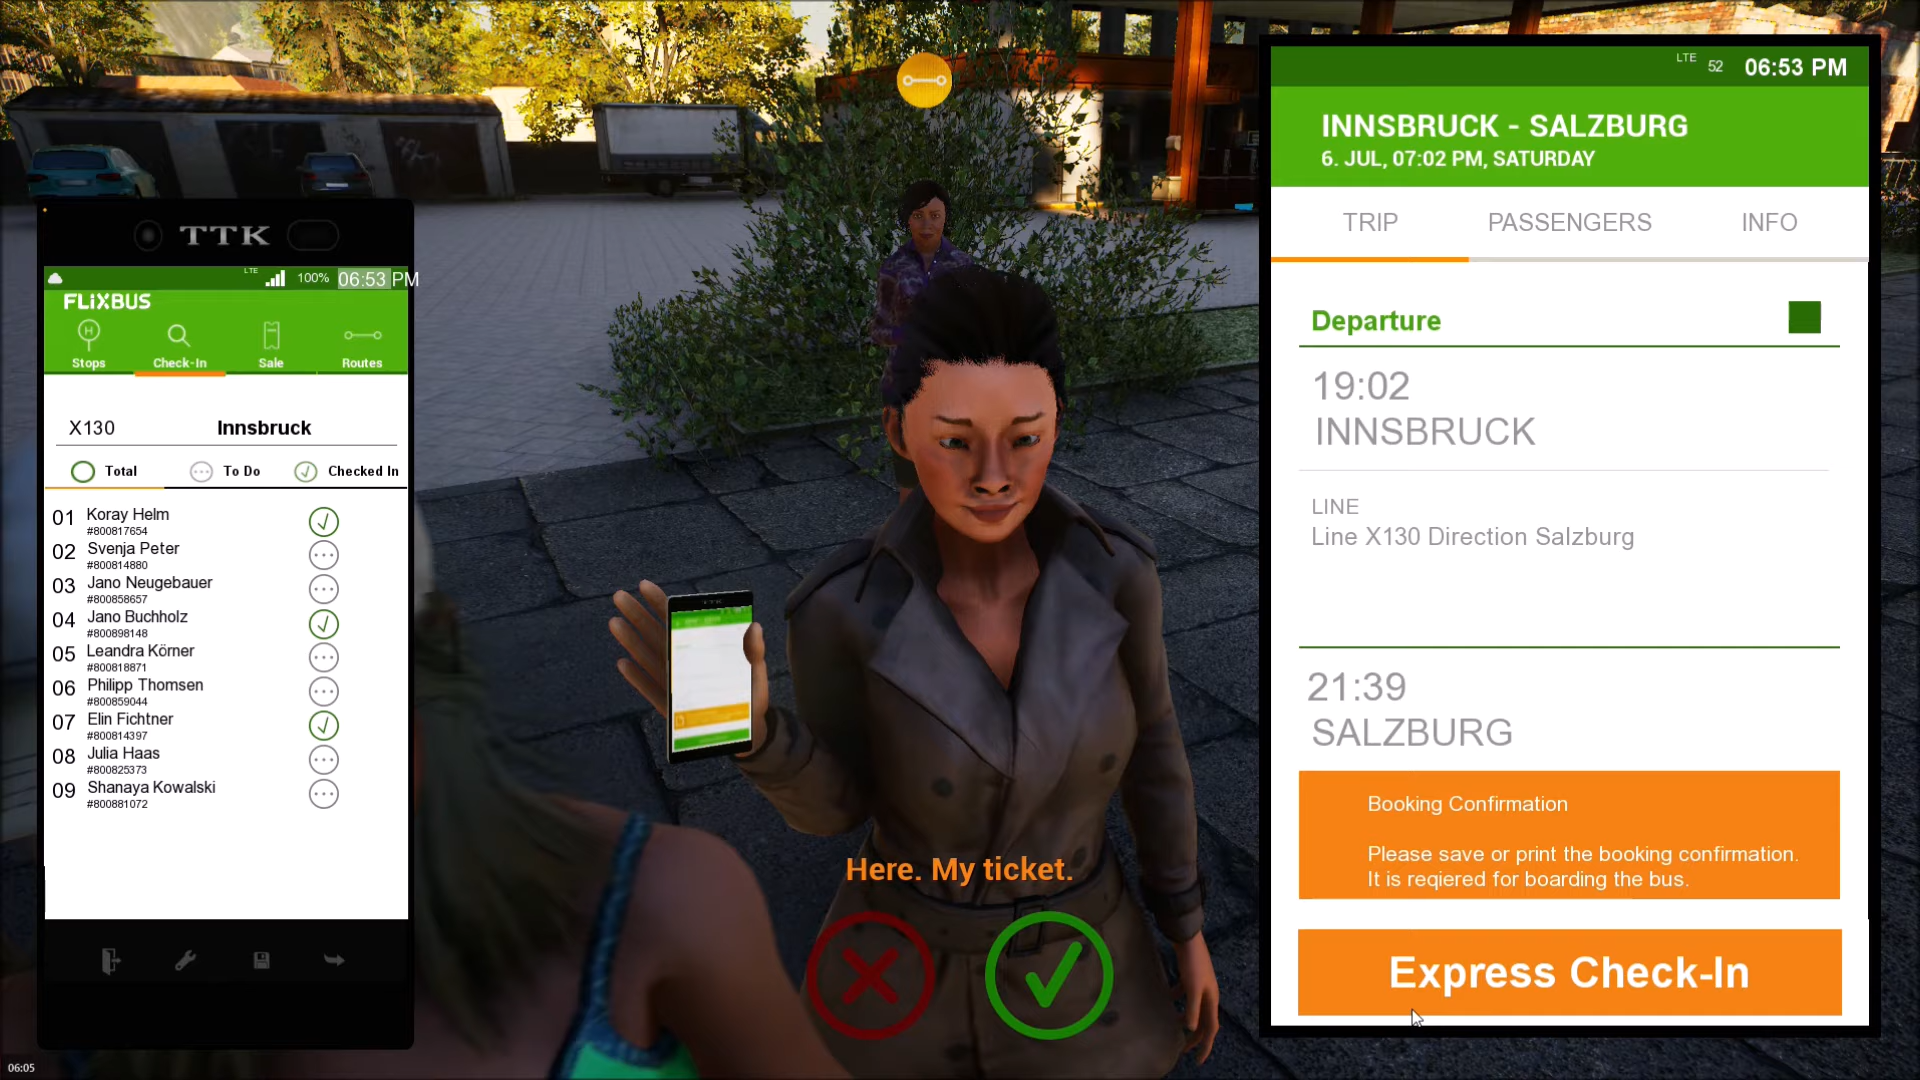 TTK
LTE 100% 06:53 PM
FLiXBUS
Stops Check-In Sale Routes
X130 Innsbruck
Total To Do Checked In
01 Koray Helm
#800817654
02 Svenja Peter
#800814880
03 Jano Neugebauer
#800858657
04 Jano Buchholz
#800898148
05 Leandra Körner
#800818871
06 Philipp Thomsen
#800859044
07 Elin Fichtner
#800814397
08 Julia Haas
#800825373
09 Shanaya Kowalski
#800881072
06:05
TTK
Here. My ticket.
LTE 52 06:53 PM
INNSBRUCK - SALZBURG
6. JUL, 07:02 PM, SATURDAY
TRIP PASSENGERS INFO
Departure
19:02
INNSBRUCK
LINE
Line X130 Direction Salzburg
21:39
SALZBURG
Booking Confirmation
Please save or print the booking confirmation.
It is reqiered for boarding the bus.
Express Check-In